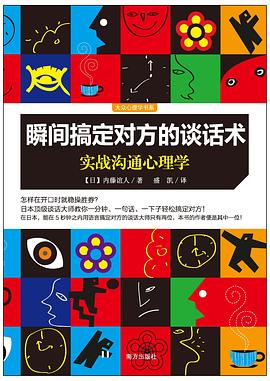 大众心理学书系
瞬间搞定对方的谈话术
实战沟通心理学
【日】内藤谊人/著 盛 凯/译
怎样在开口时就稳操胜券?
日本顶级谈话大师教你一分钟、一句话、一下子轻松搞定对方!
在日本，能在5秒钟之内用语言搞定对方的谈话大师只有两位，本书的作者便是其中一位!
南方出版社